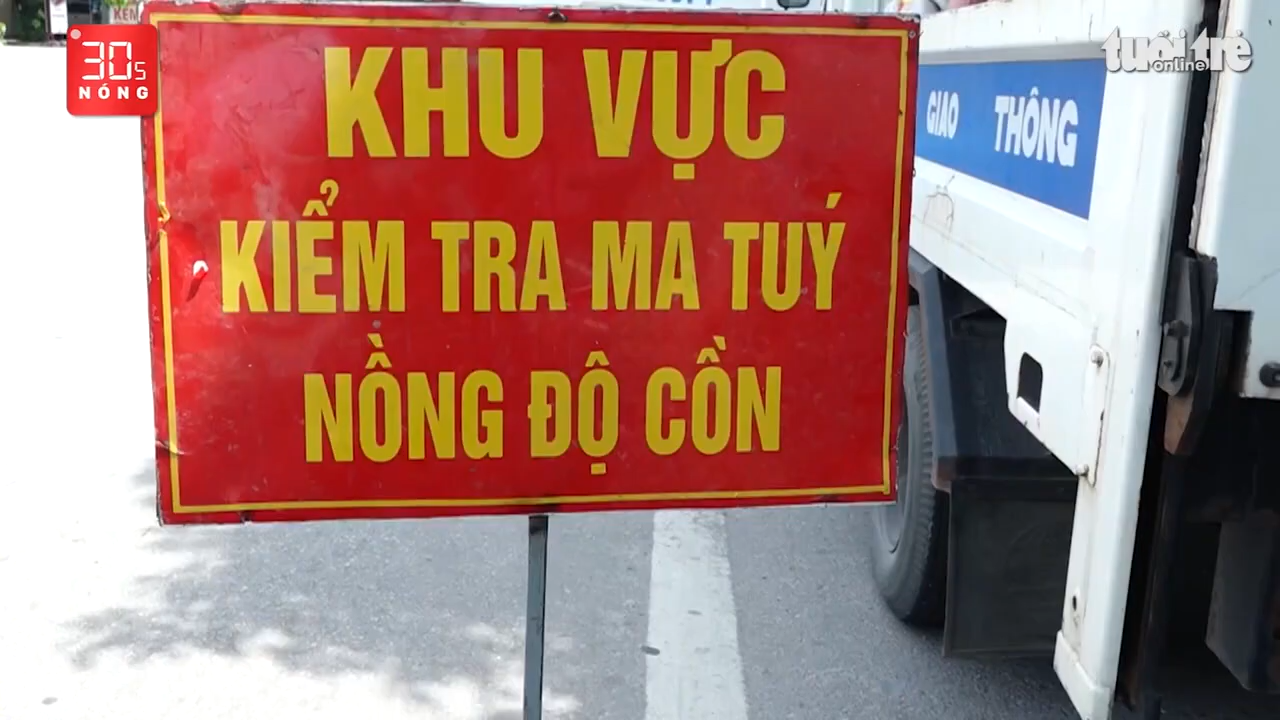 30s
NÓNG
tuổi trẻ
online
GIAO THÔNG
KHU VỰC
KIỂM TRA MA TUÝ
NỒNG ĐỘ CỒN